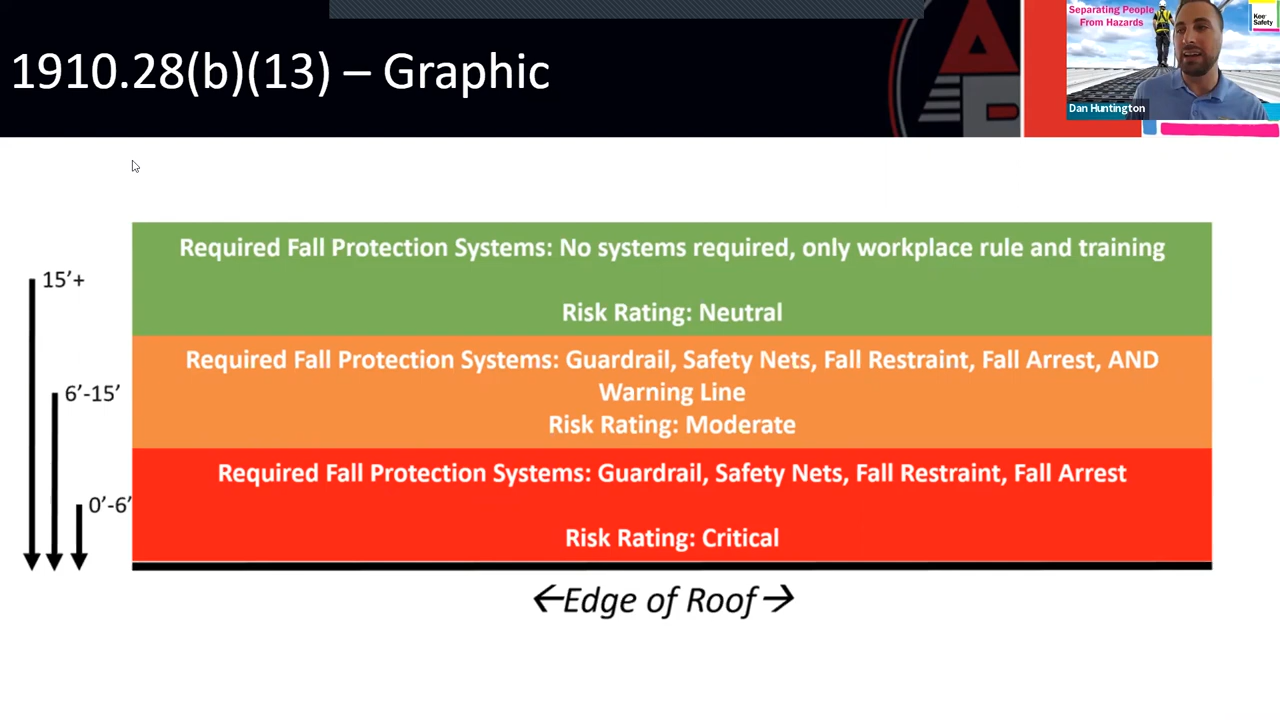 1910.28(b)(13) – Graphic
Separating People
From Hazards
Kee
Safety
Dan Huntington
Required Fall Protection Systems: No systems required, only workplace rule and training
15’+
Risk Rating: Neutral
Required Fall Protection Systems: Guardrail, Safety Nets, Fall Restraint, Fall Arrest, AND
6’-15’
Warning Line
Risk Rating: Moderate
Required Fall Protection Systems: Guardrail, Safety Nets, Fall Restraint, Fall Arrest
0’-6’
Risk Rating: Critical
←Edge of Roof→